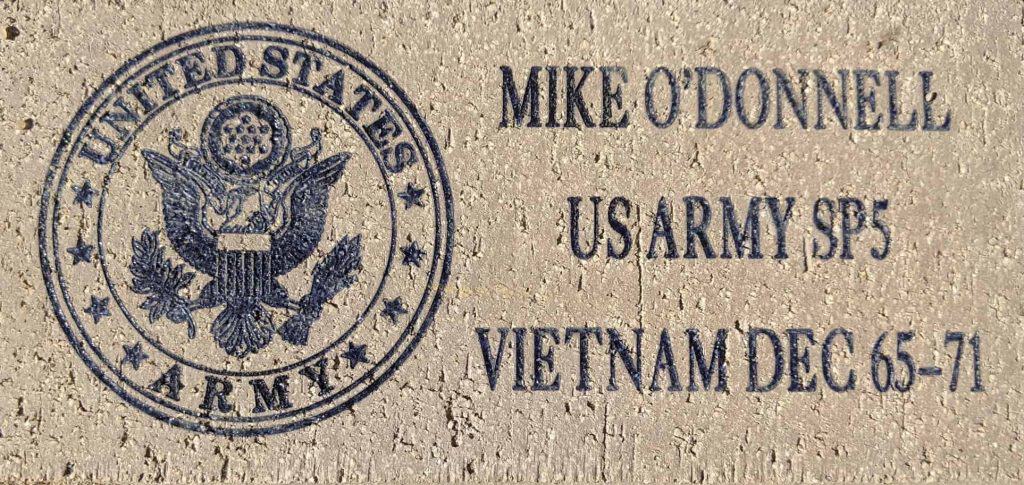 UNITED STATES
ARMY
MIKE O'DONNELL
US ARMY SP5
VIETNAM DEC 65-71